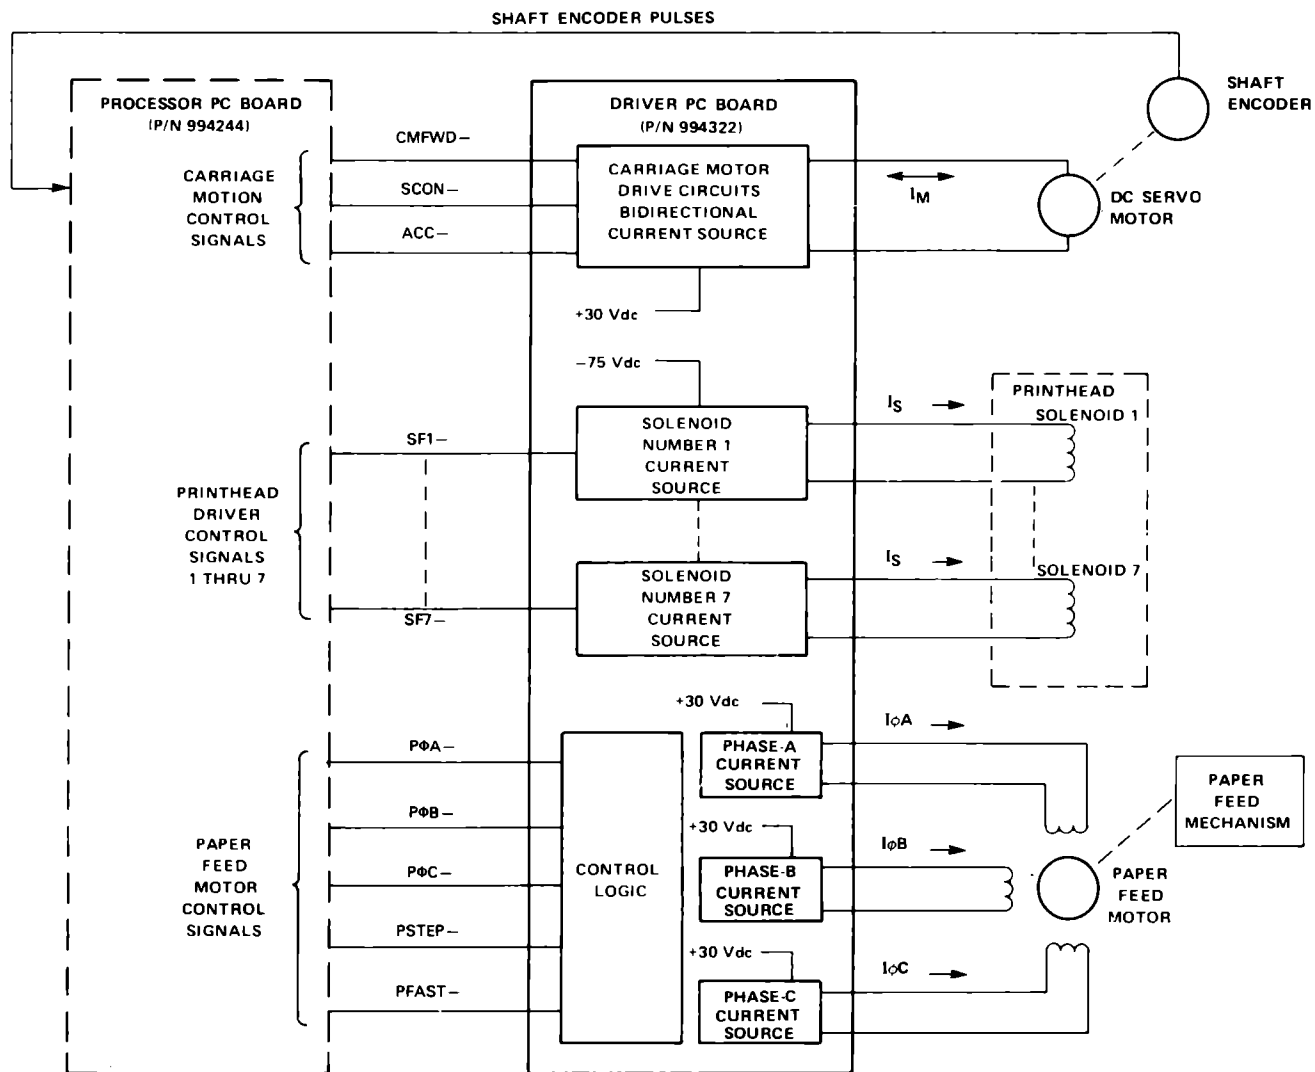 SHAFT ENCODER PULSES
PROCESSOR PC BOARD
(P/N 994244)
DRIVER PC BOARD
(P/N 994322)
SHAFT
ENCODER
CARRIAGE
MOTION
CONTROL
SIGNALS
CMFWD–
SCON–
ACC–
CARRIAGE MOTOR
DRIVE CIRCUITS
BIDIRECTIONAL
CURRENT SOURCE
IM
DC SERVO
MOTOR
+30 Vdc
–75 Vdc
PRINTHEAD
DRIVER
CONTROL
SIGNALS
1 THRU 7
SF1–
SF7–
SOLENOID
NUMBER 1
CURRENT
SOURCE
SOLENOID
NUMBER 7
CURRENT
SOURCE
IS
IS
PRINTHEAD
SOLENOID 1
SOLENOID 7
PAPER
FEED
MOTOR
CONTROL
SIGNALS
PΦA–
PΦB–
PΦC–
PSTEP–
PFAST–
CONTROL
LOGIC
+30 Vdc
PHASE-A
CURRENT
SOURCE
+30 Vdc
PHASE-B
CURRENT
SOURCE
+30 Vdc
PHASE-C
CURRENT
SOURCE
IφA
IφB
IφC
PAPER
FEED
MECHANISM
PAPER
FEED
MOTOR